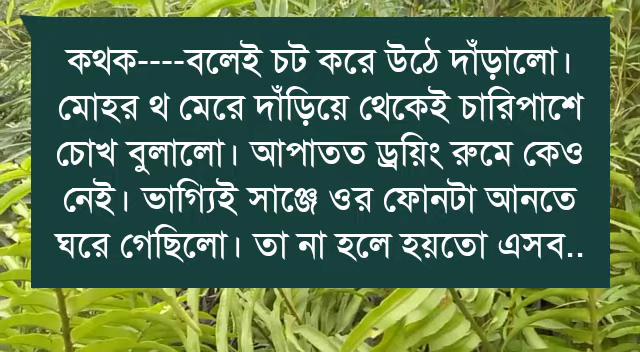 কথক----বলেই চট করে উঠে দাঁড়ালো।
মোহর থ মেরে দাঁড়িয়ে থেকেই চারিপাশে
চোখ বুলালো। আপাতত ড্রয়িং রুমে কেও
নেই। ভাগ্যিই সাঞ্জে ওর ফোনটা আনতে
ঘরে গেছিলো। তা না হলে হয়তো এসব..